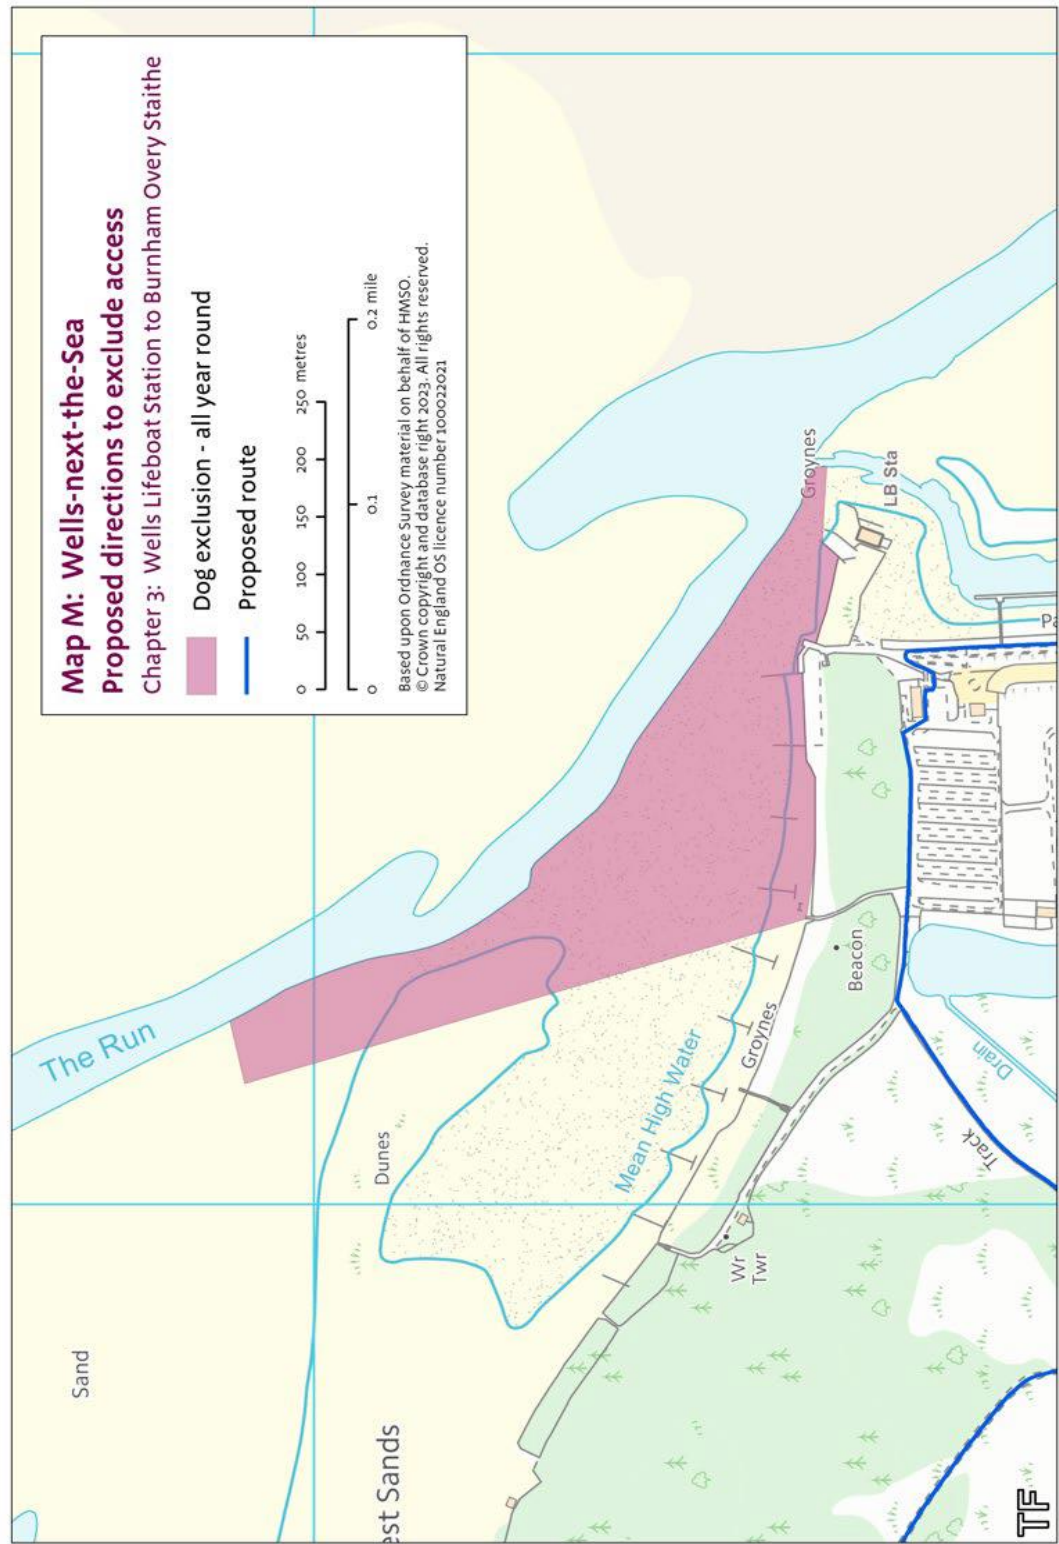 Map M: Wells-next-the-Sea
Proposed directions to exclude access
Chapter 3: Wells Lifeboat Station to Burnham Overy Staithe
Dog exclusion - all year round
Proposed route
0 50 100 150 200 250 metres
0 0.1 0.2 mile
Based upon Ordnance Survey material on behalf of HMSO.
© Crown copyright and database right 2023. All rights reserved.
Natural England OS licence number 100022021
The Run
Sand
Dunes
est Sands
Mean High Water
Groynes
Groynes
LB Sta
Beacon
Wr
Twr
Track
Drain
Pa
TF